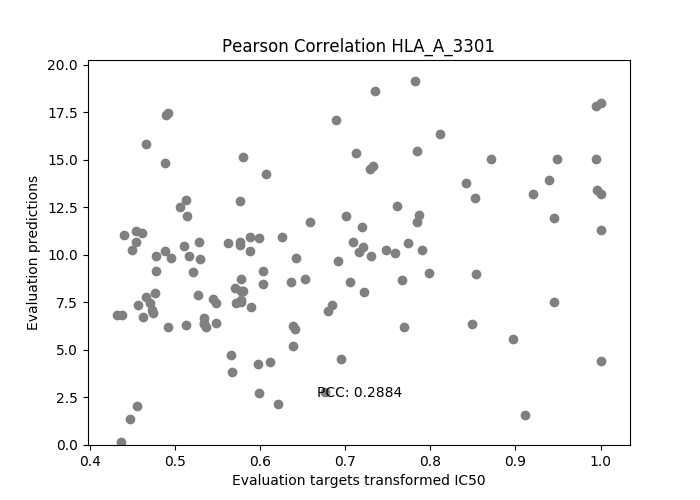 Pearson Correlation HLA_A_3301
20.0
17.5
15.0
12.5
10.0
7.5
5.0
2.5
0.0
Evaluation predictions
PCC: 0.2884
0.4 0.5 0.6 0.7 0.8 0.9 1.0
Evaluation targets transformed IC50